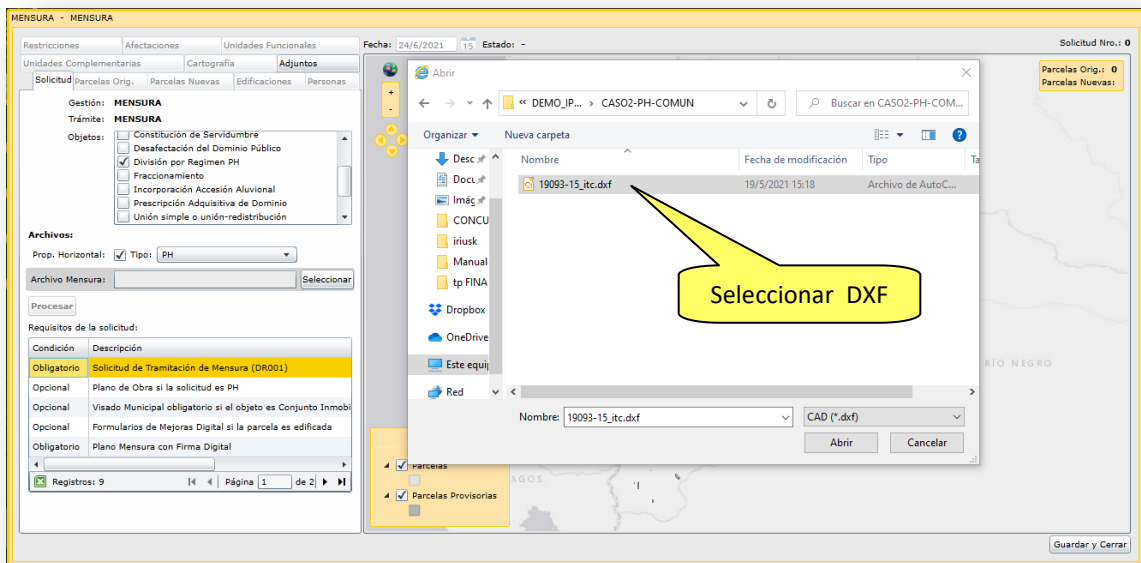 MENSURA - MENSURA
Restricciones Afectaciones Unidades Funcionales
Unidades Complementarias Cartografía Adjuntos
Solicitud Parcelas Orig. Parcelas Nuevas Edificaciones Personas
Gestión: MENSURA
Trámite: MENSURA
Objetos: Constitución de Servidumbre
Desafectación del Dominio Público
División por Regimen PH
Fraccionamiento
Incorporación Accesión Aluvional
Prescripción Adquisitiva de Dominio
Unión simple o unión-redistribución
Archivos:
Prop. Horizontal: Tipo: PH
Archivo Mensura: Seleccionar
Procesar
Requisitos de la solicitud:
Condición Descripción
Obligatorio Solicitud de Tramitación de Mensura (DR001)
Opcional Plano de Obra si la solicitud es PH
Opcional Visado Municipal obligatorio si el objeto es Conjunto Inmobi
Opcional Formularios de Mejoras Digital si la parcela es edificada
Obligatorio Plano Mensura con Firma Digital
Registros: 9 Página 1 de 2
Fecha: 24/6/2021 15 Estado: -
Solicitud Nro.: 0
Parcelas Orig.: 0
Parcelas Nuevas:
+
-
Abrir
« DEMO_IP... > CASO2-PH-COMUN Buscar en CASO2-PH-COM...
Organizar Nueva carpeta
Nombre Fecha de modificación Tipo Ta
19093-15_itc.dxf 19/5/2021 15:18 Archivo de AutoC...
Desc
Docu
Imág
CONCU
iriusk
Manual
tp FINA
Dropbox
OneDrive
Este equi
Red
Seleccionar DXF
Nombre: 19093-15_itc.dxf CAD (*.dxf)
Abrir Cancelar
RÍO NEGRO
Parcelas
AGOS
Parcelas Provisorias
Guardar y Cerrar